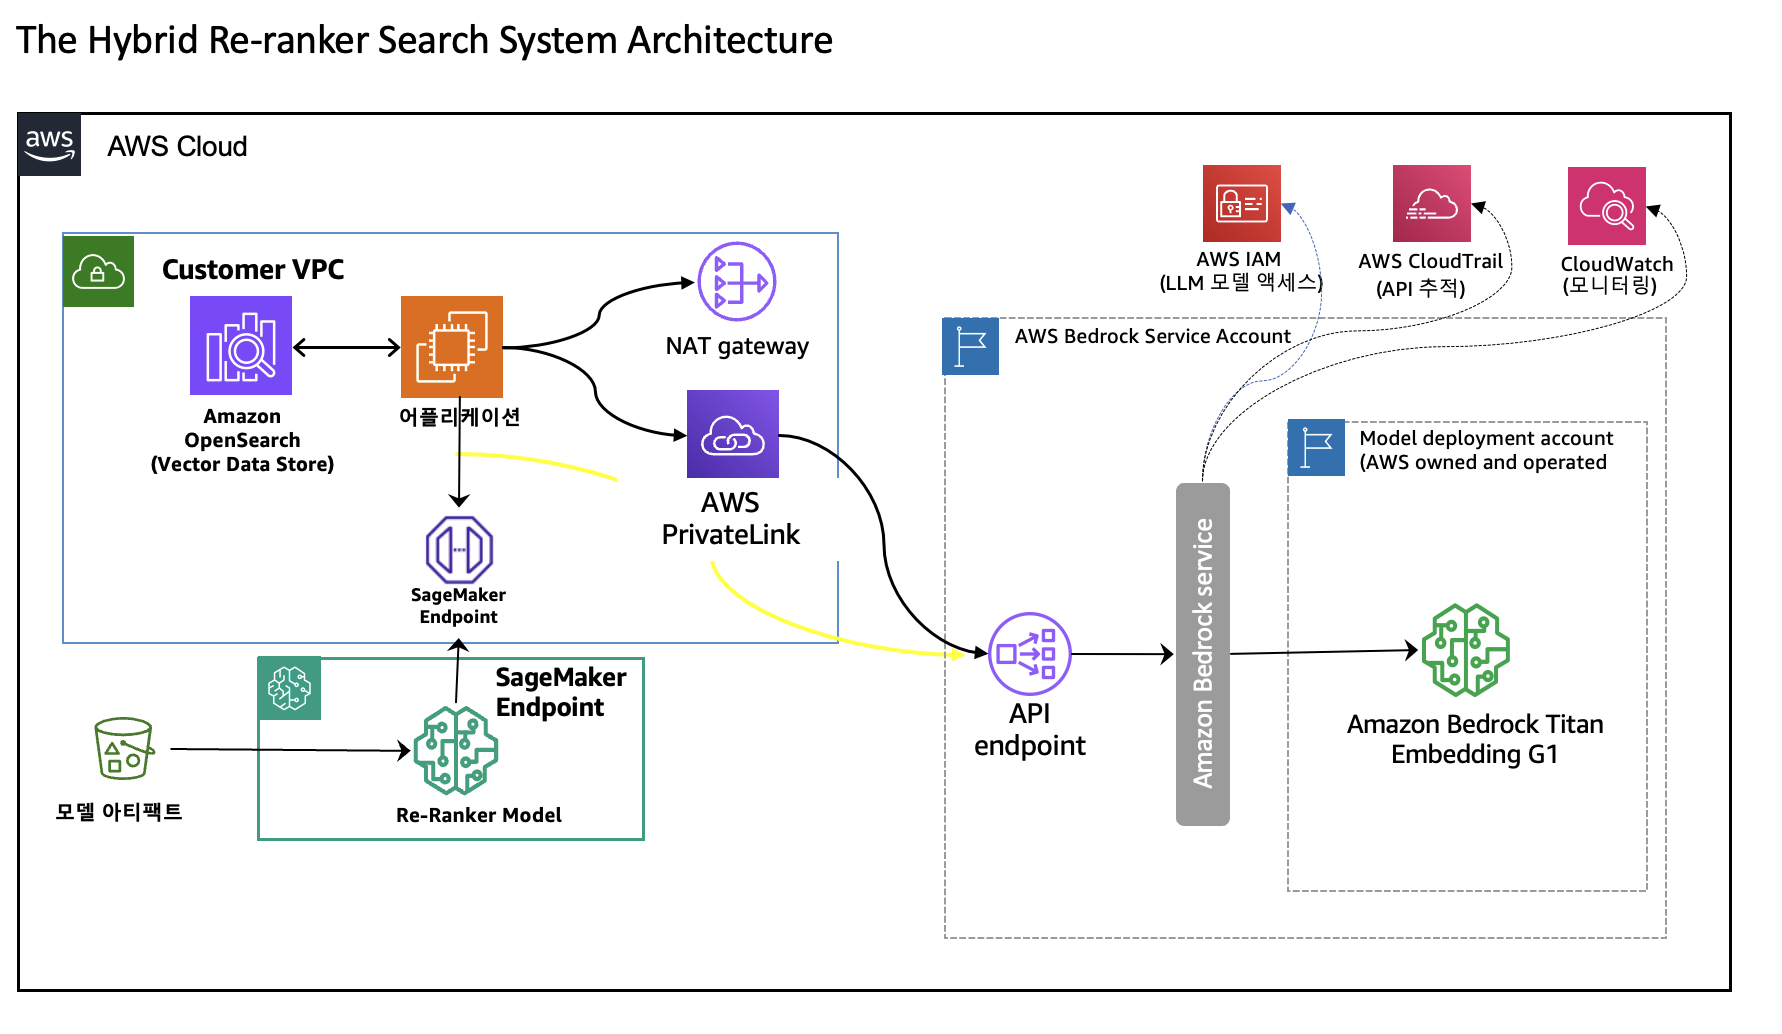 The Hybrid Re-ranker Search System Architecture
aws
AWS Cloud
AWS IAM
(LLM 모델 액세스)
AWS CloudTrail
(API 추적)
CloudWatch
(모니터링)
Customer VPC
Amazon
OpenSearch
(Vector Data Store)
어플리케이션
NAT gateway
AWS
PrivateLink
SageMaker
Endpoint
SageMaker
Endpoint
Re-Ranker Model
모델 아티팩트
AWS Bedrock Service Account
API
endpoint
Amazon Bedrock service
Model deployment account
(AWS owned and operated
Amazon Bedrock Titan
Embedding G1